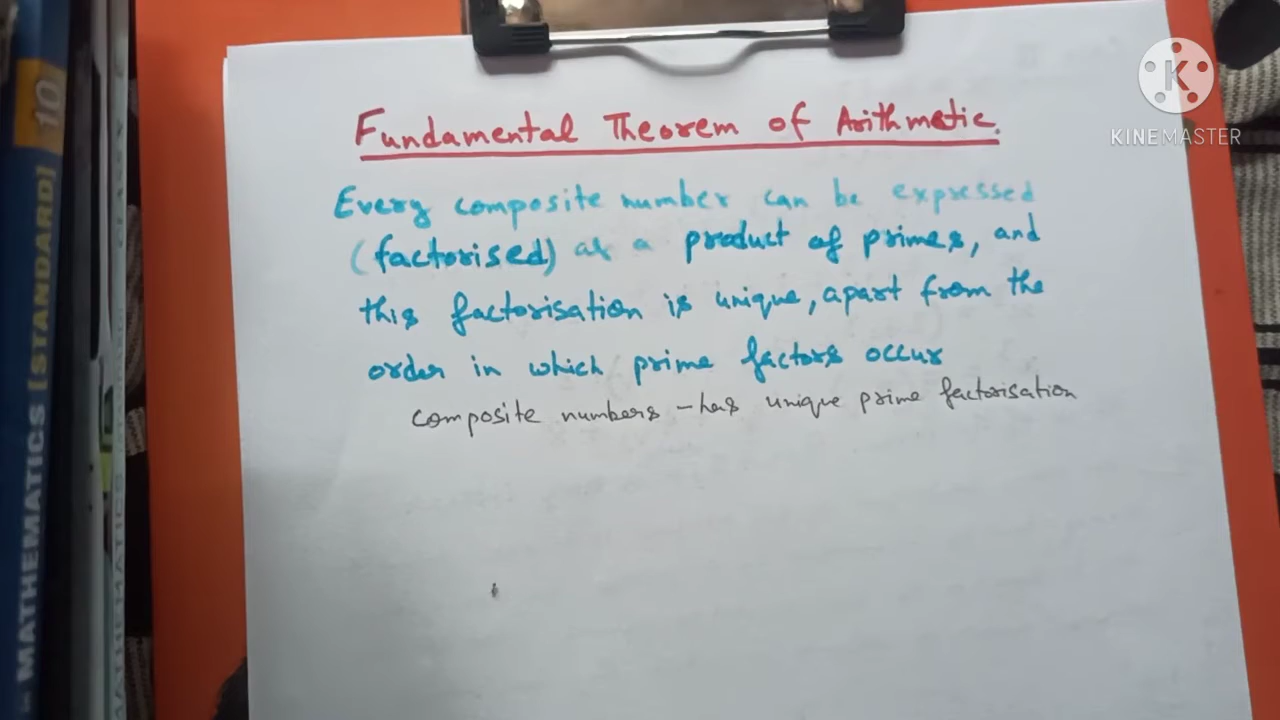 Fundamental Theorem of Arithmetic.
Every composite number can be expressed
(factorised) as a product of primes, and
this factorisation is unique, apart from the
order in which prime factors occur
composite numbers - has unique prime factorisation
K
KINEMASTER
MATHEMATICS [STANDARD] 10
MATHEMATICS